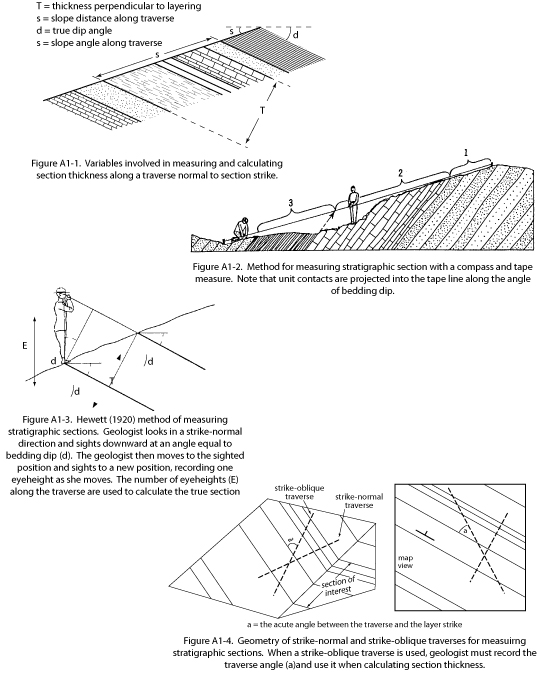 T = thickness perpendicular to layering
s = slope distance along traverse
d = true dip angle
s = slope angle along traverse
s
s
d
T
Figure A1-1. Variables involved in measuring and calculating
section thickness along a traverse normal to section strike.
1
2
3
Figure A1-2. Method for measuring stratigraphic section with a compass and tape
measure. Note that unit contacts are projected into the tape line along the angle
of bedding dip.
E
d
d
T
d
Figure A1-3. Hewett (1920) method of measuring
stratigraphic sections. Geologist looks in a strike-normal
direction and sights downward at an angle equal to
bedding dip (d). The geologist then moves to the sighted
position and sights to a new position, recording one
eyeheight as she moves. The number of eyeheights (E)
along the traverse are used to calculate the true section
strike-oblique
traverse
strike-normal
traverse
a
section of
interest
a
map
view
a = the acute angle between the traverse and the layer strike
Figure A1-4. Geometry of strike-normal and strike-oblique traverses for measuirng
stratigraphic sections. When a strike-oblique traverse is used, geologist must record the
traverse angle (a)and use it when calculating section thickness.